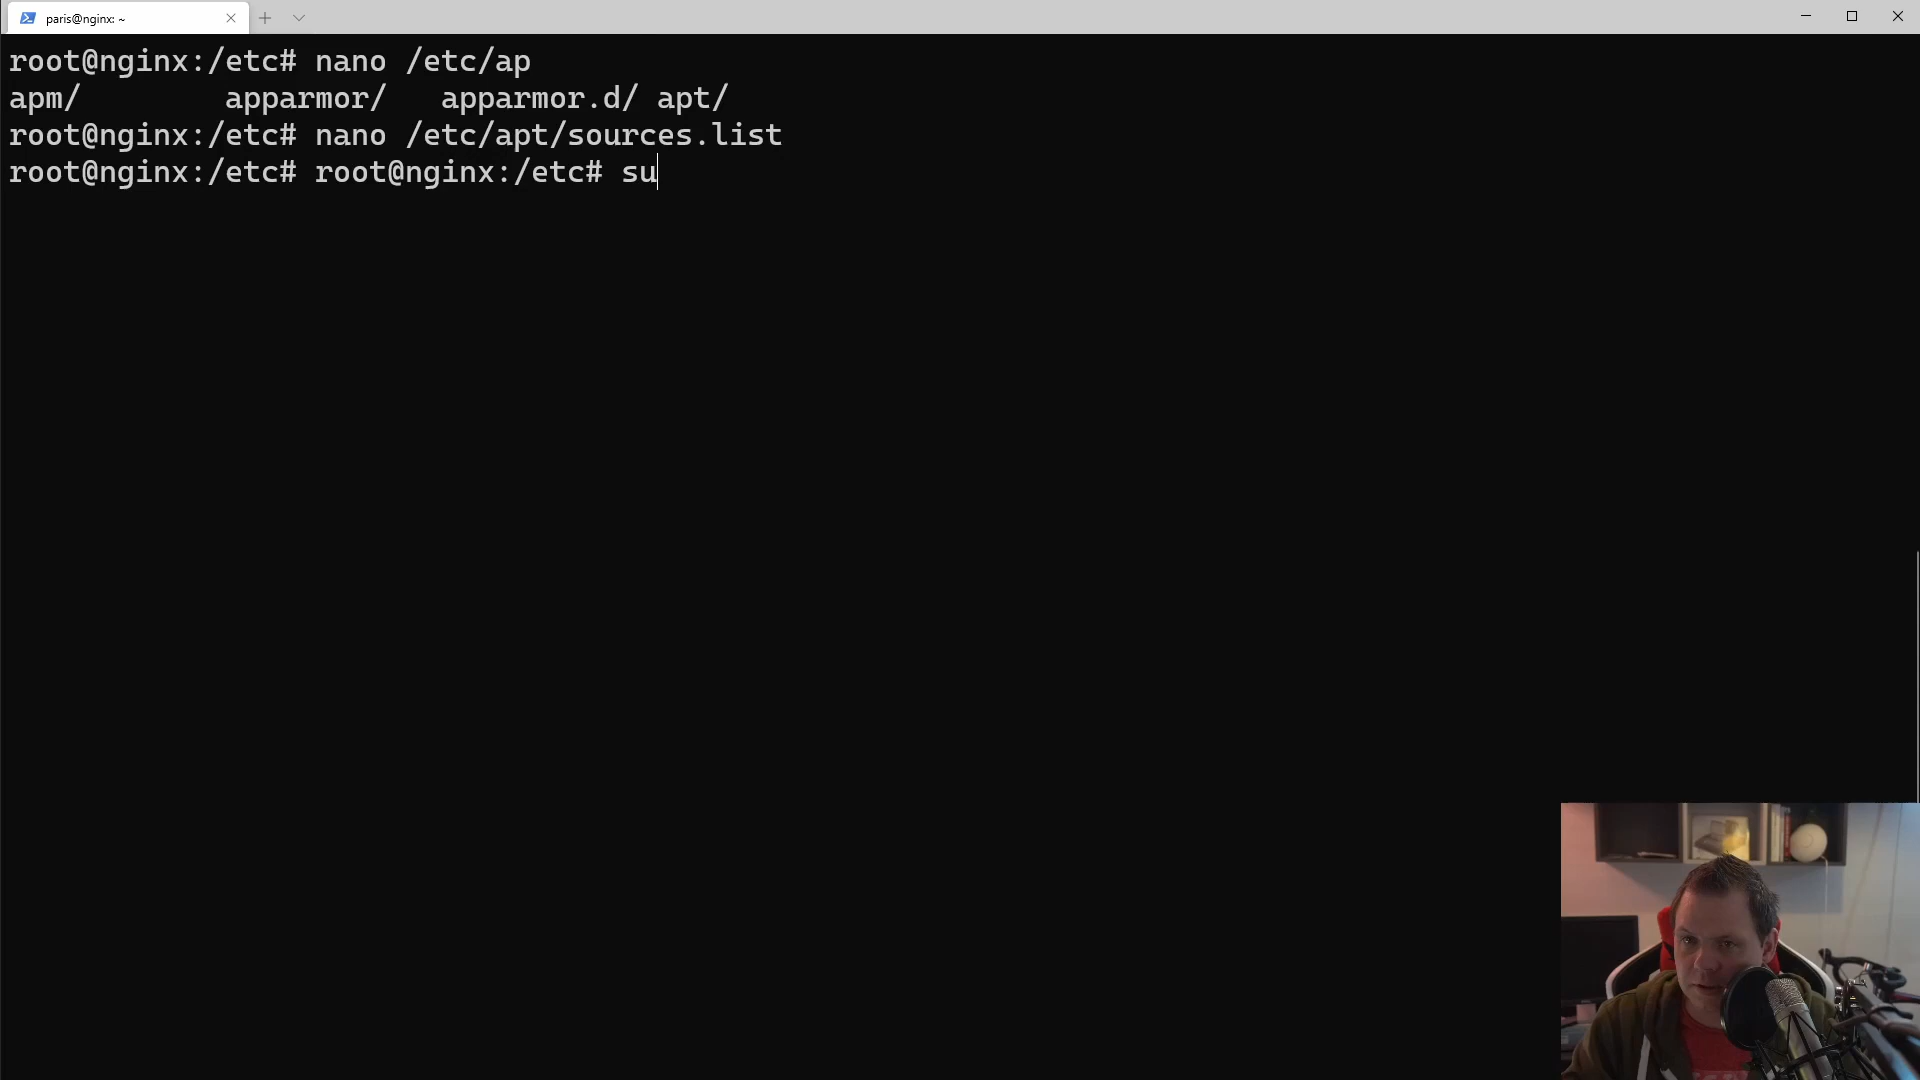 paris@nginx: ~
root@nginx:/etc# nano /etc/ap
apm/ apparmor/ apparmor.d/ apt/
root@nginx:/etc# nano /etc/apt/sources.list
root@nginx:/etc# root@nginx:/etc# su